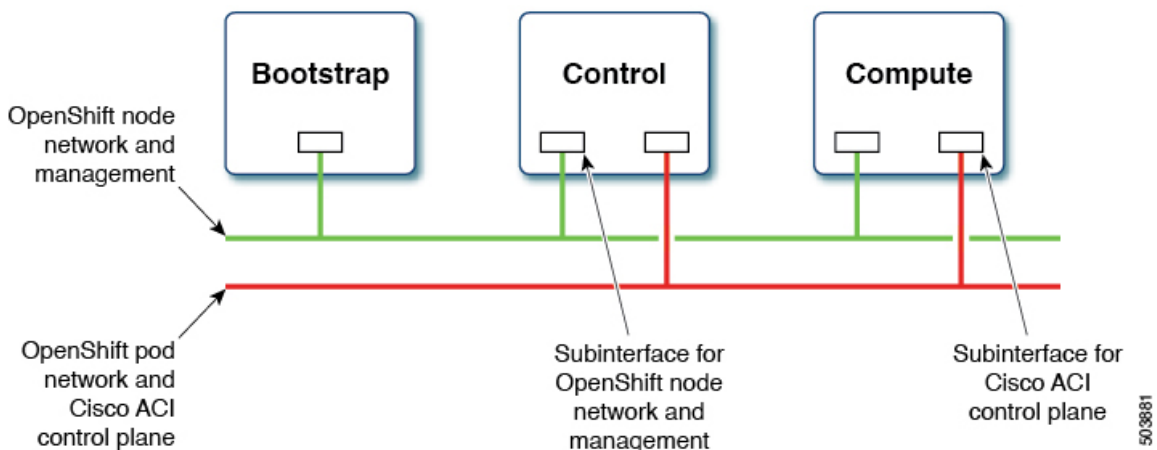 Bootstrap
Control
Compute
OpenShift node
network and
management
OpenShift pod
network and
Cisco ACI
control plane
Subinterface for
OpenShift node
network and
management
Subinterface for
Cisco ACI
control plane
503881